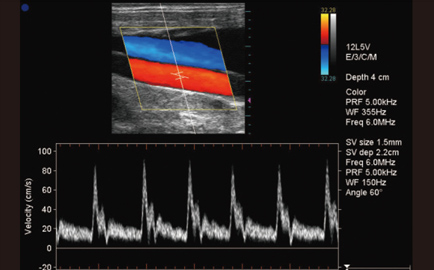 32.28
32.28
12L5V
E/3/C/M
Depth 4 cm
Color
PRF 5.00kHz
WF 355Hz
Freq 6.0MHz
SV size 1.5mm
SV dep 2.2cm
Freq 6.0MHz
PRF 5.00kHz
WF 150Hz
Angle 60°
Velocity (cm/s)
100
80
60
40
20
0
-20